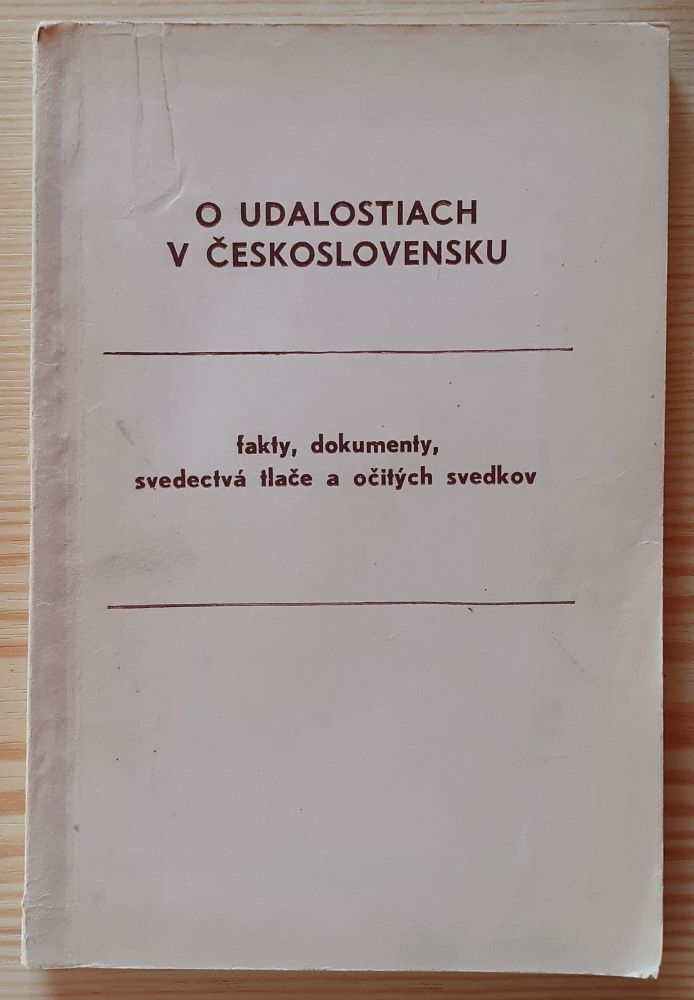 O UDALOSTIACH
V ČESKOSLOVENSKU
fakty, dokumenty,
svedectvá tlače a očitých svedkov